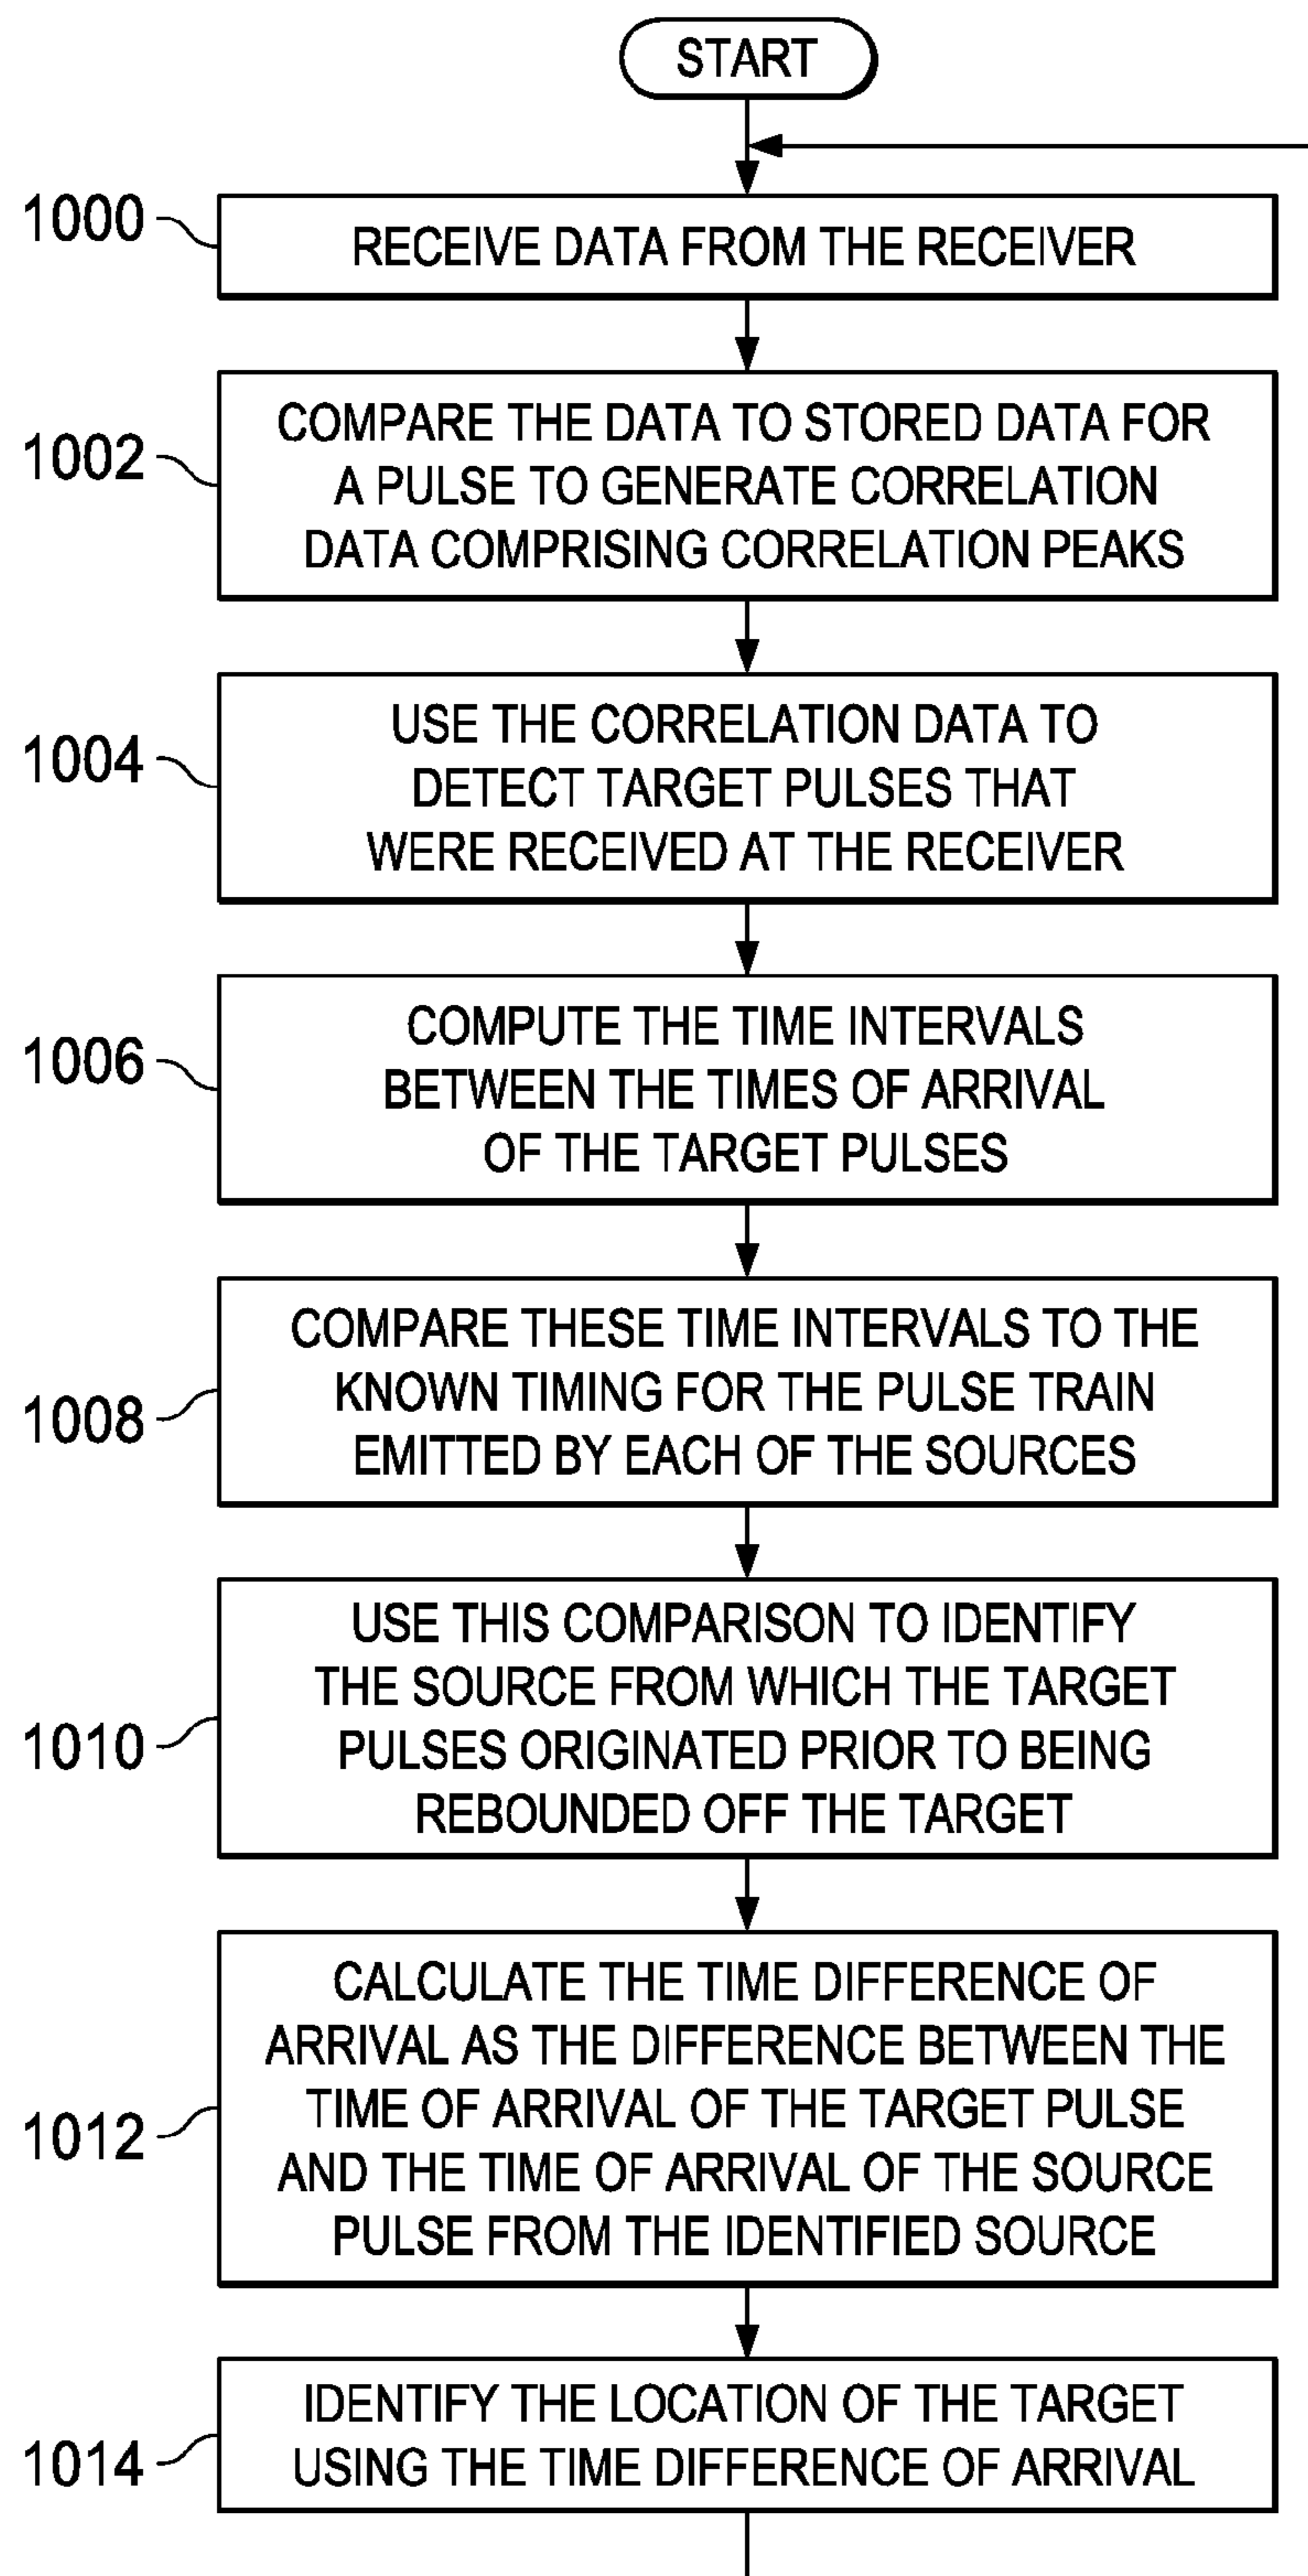 START
1000
RECEIVE DATA FROM THE RECEIVER
1002
COMPARE THE DATA TO STORED DATA FOR
A PULSE TO GENERATE CORRELATION
DATA COMPRISING CORRELATION PEAKS
1004
USE THE CORRELATION DATA TO
DETECT TARGET PULSES THAT
WERE RECEIVED AT THE RECEIVER
1006
COMPUTE THE TIME INTERVALS
BETWEEN THE TIMES OF ARRIVAL
OF THE TARGET PULSES
1008
COMPARE THESE TIME INTERVALS TO THE
KNOWN TIMING FOR THE PULSE TRAIN
EMITTED BY EACH OF THE SOURCES
1010
USE THIS COMPARISON TO IDENTIFY
THE SOURCE FROM WHICH THE TARGET
PULSES ORIGINATED PRIOR TO BEING
REBOUNDED OFF THE TARGET
1012
CALCULATE THE TIME DIFFERENCE OF
ARRIVAL AS THE DIFFERENCE BETWEEN THE
TIME OF ARRIVAL OF THE TARGET PULSE
AND THE TIME OF ARRIVAL OF THE SOURCE
PULSE FROM THE IDENTIFIED SOURCE
1014
IDENTIFY THE LOCATION OF THE TARGET
USING THE TIME DIFFERENCE OF ARRIVAL